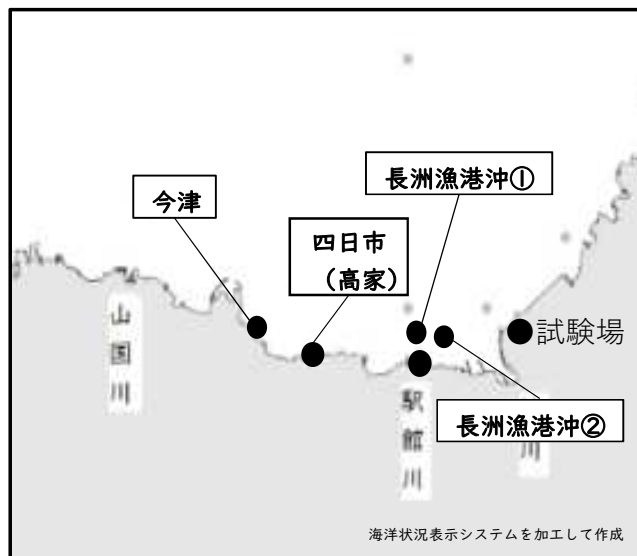 長洲漁港沖①
今津
四日市
（高家）
試験場
山国川
駅館川
川
長洲漁港沖②
海洋状況表示システムを加工して作成